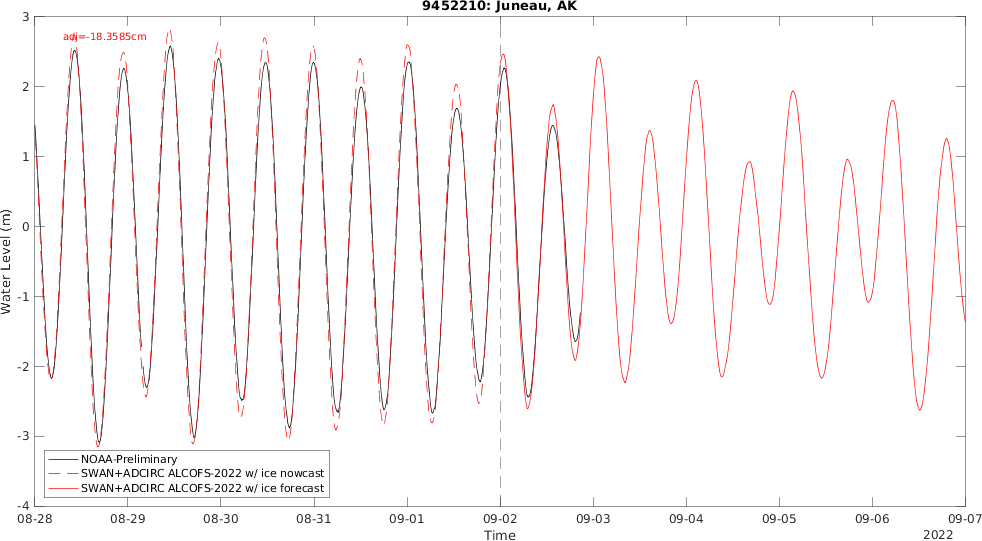 9452210: Juneau, AK
adj=-18.3585cm
3
2
1
0
-1
-2
-3
-4
Water Level (m)
NOAA-Preliminary
SWAN+ADCIRC ALCOFS-2022 w/ ice nowcast
SWAN+ADCIRC ALCOFS-2022 w/ ice forecast
08-28 08-29 08-30 08-31 09-01 09-02 09-03 09-04 09-05 09-06 09-07
Time
2022